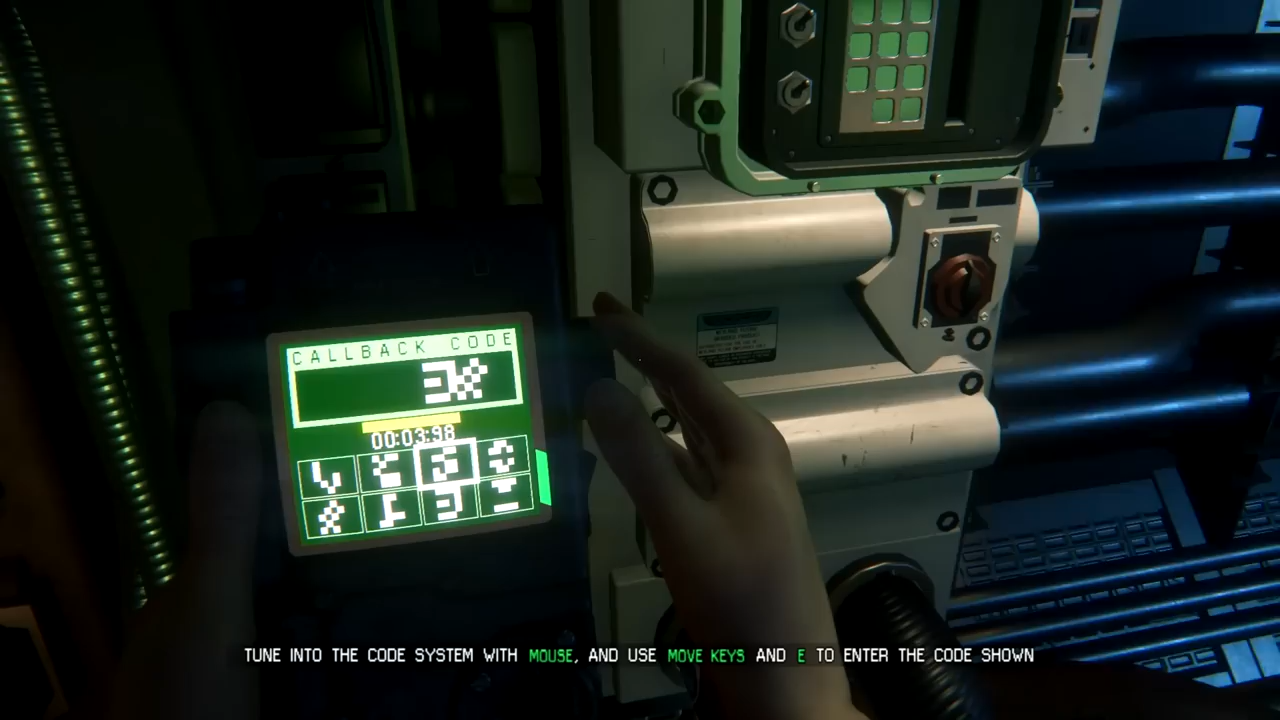 CALLBACK CODE
00:03:98
TUNE INTO THE CODE SYSTEM WITH MOUSE, AND USE MOVE KEYS AND E TO ENTER THE CODE SHOWN